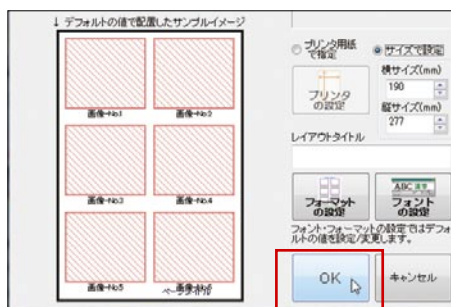 ↓ デフォルトの値で配置したサンプルイメージ
画像-No.1
画像-No.2
画像-No.3
画像-No.4
画像-No.5
ページタイトル
プリンタ用紙
で指定
サイズで設定
横サイズ(mm)
190
縦サイズ(mm)
277
プリンタ
の設定
レイアウトタイトル
フォーマット
の設定
ABC 漢字
フォント
の設定
フォント・フォーマットの設定ではデフォ
ルトの値を設定/変更します。
OK
キャンセル